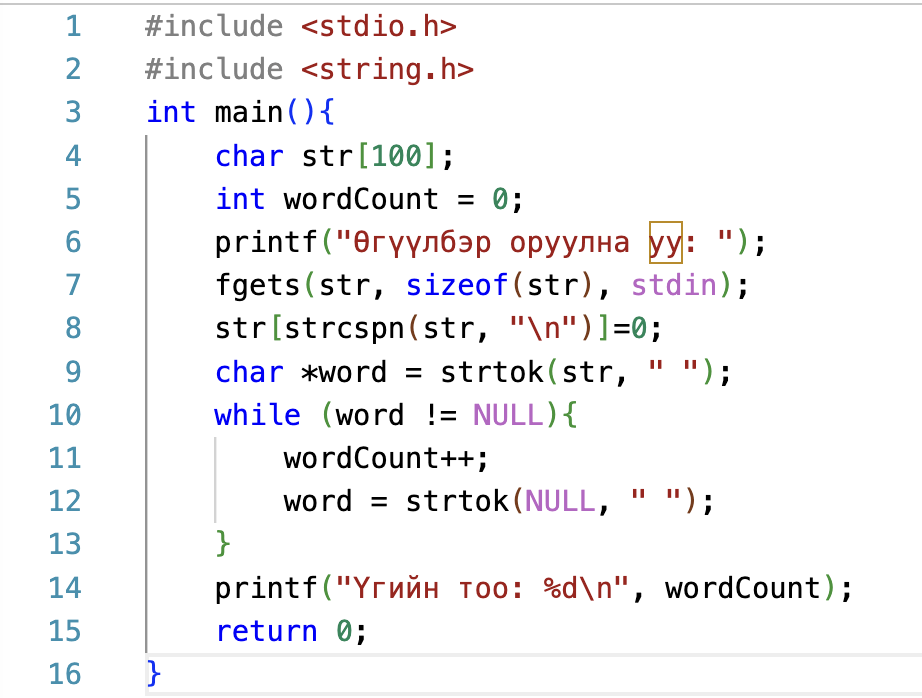 1 #include <stdio.h>
2 #include <string.h>
3 int main(){
4 char str[100];
5 int wordCount = 0;
6 printf("Өгүүлбэр оруулна уу: ");
7 fgets(str, sizeof(str), stdin);
8 str[strcspn(str, "\n")]=0;
9 char *word = strtok(str, " ");
10 while (word != NULL){
11 wordCount++;
12 word = strtok(NULL, " ");
13 }
14 printf("Үгийн тоо: %d\n", wordCount);
15 return 0;
16 }